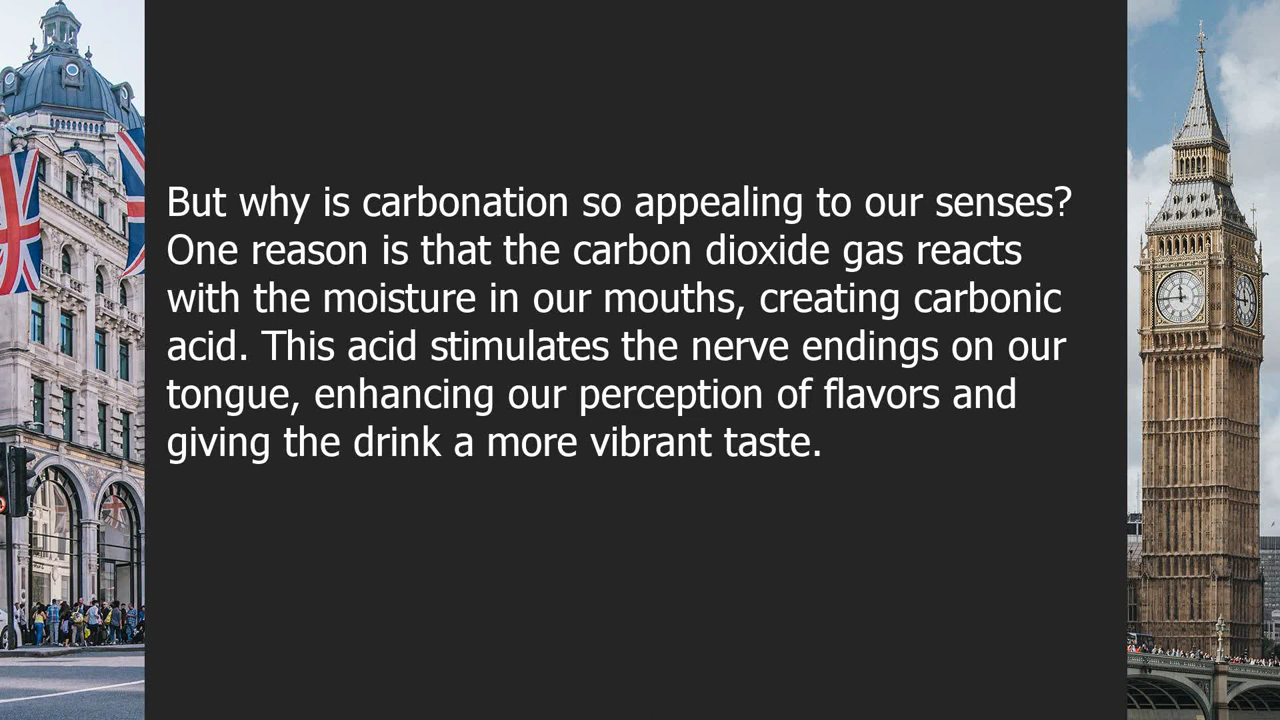 But why is carbonation so appealing to our senses?
One reason is that the carbon dioxide gas reacts
with the moisture in our mouths, creating carbonic
acid. This acid stimulates the nerve endings on our
tongue, enhancing our perception of flavors and
giving the drink a more vibrant taste.